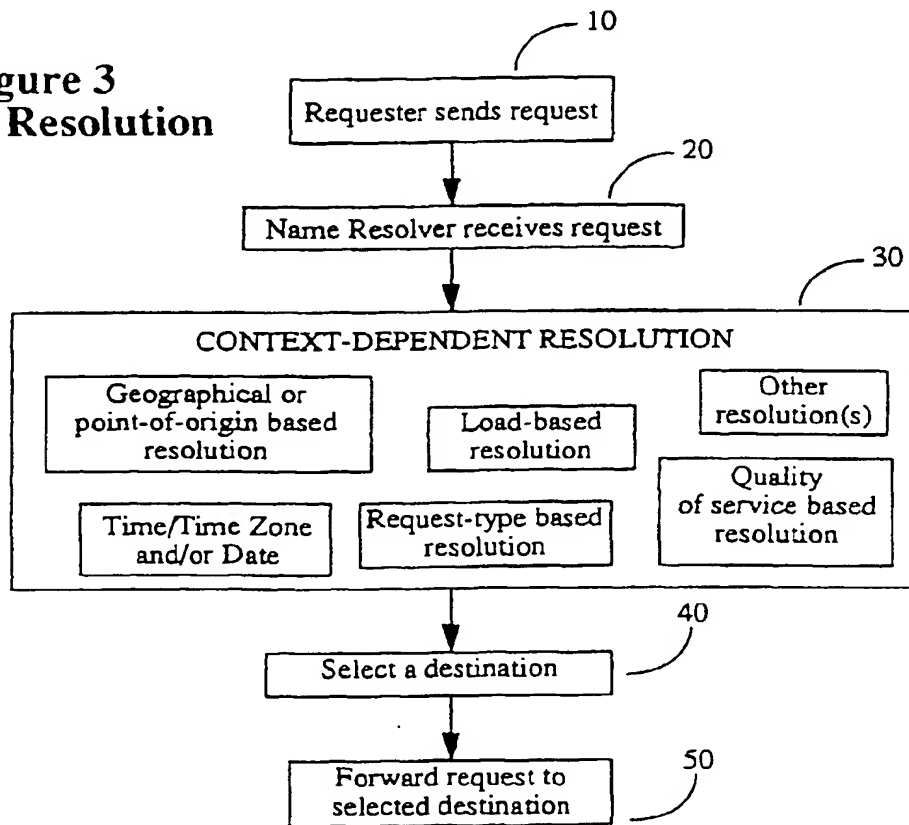 gure 3
Resolution
10
Requester sends request
20
Name Resolver receives request
30
CONTEXT-DEPENDENT RESOLUTION
Geographical or
point-of-origin based
resolution
Load-based
resolution
Other
resolution(s)
Time/Time Zone
and/or Date
Request-type based
resolution
Quality
of service based
resolution
40
Select a destination
50
Forward request to
selected destination